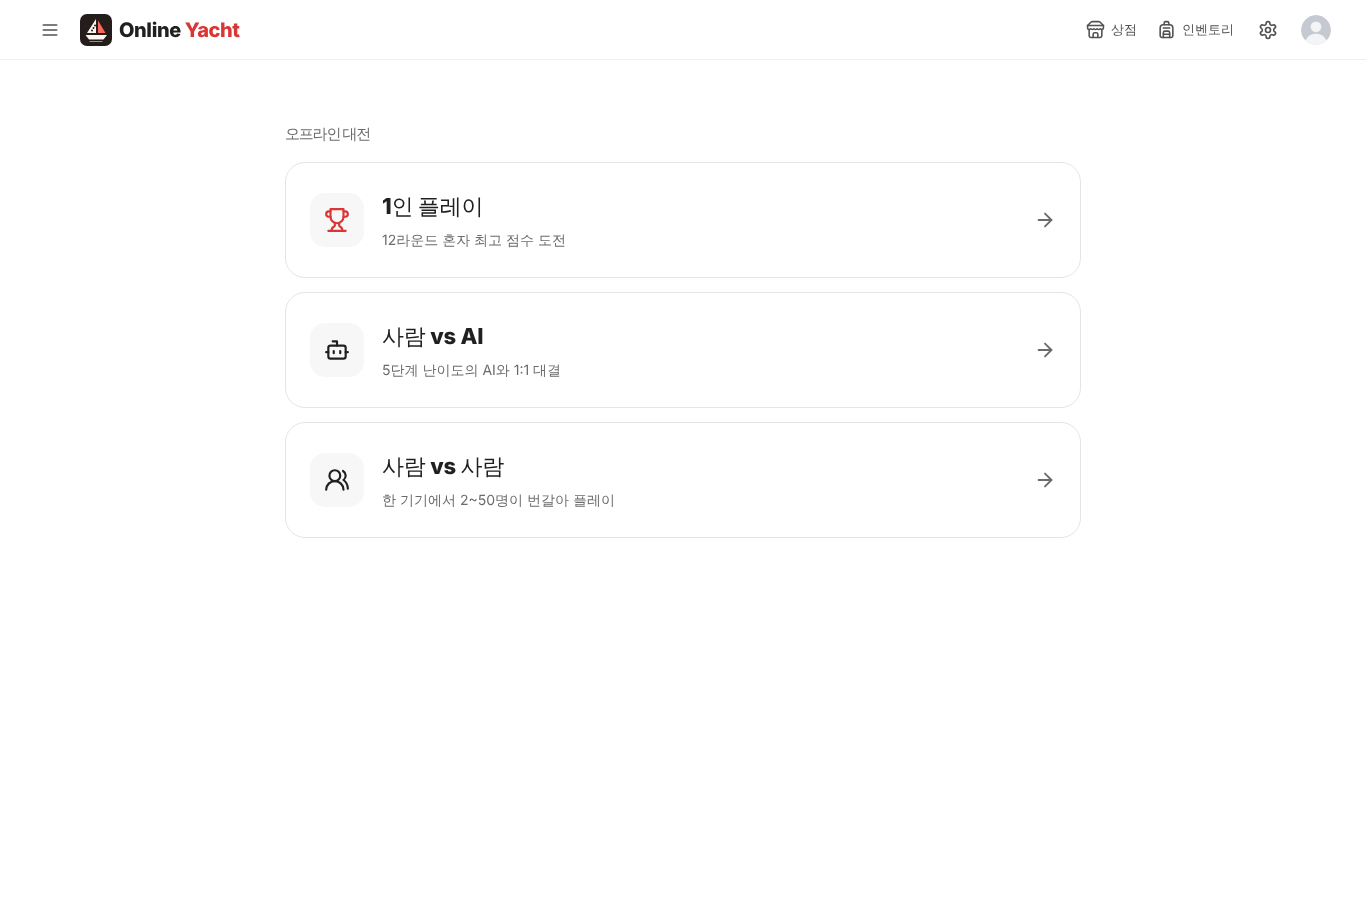 Online Yacht
상점
인벤토리
오프라인 대전
1인 플레이
12라운드 혼자 최고 점수 도전
사람 vs AI
5단계 난이도의 AI와 1:1 대결
사람 vs 사람
한 기기에서 2~50명이 번갈아 플레이